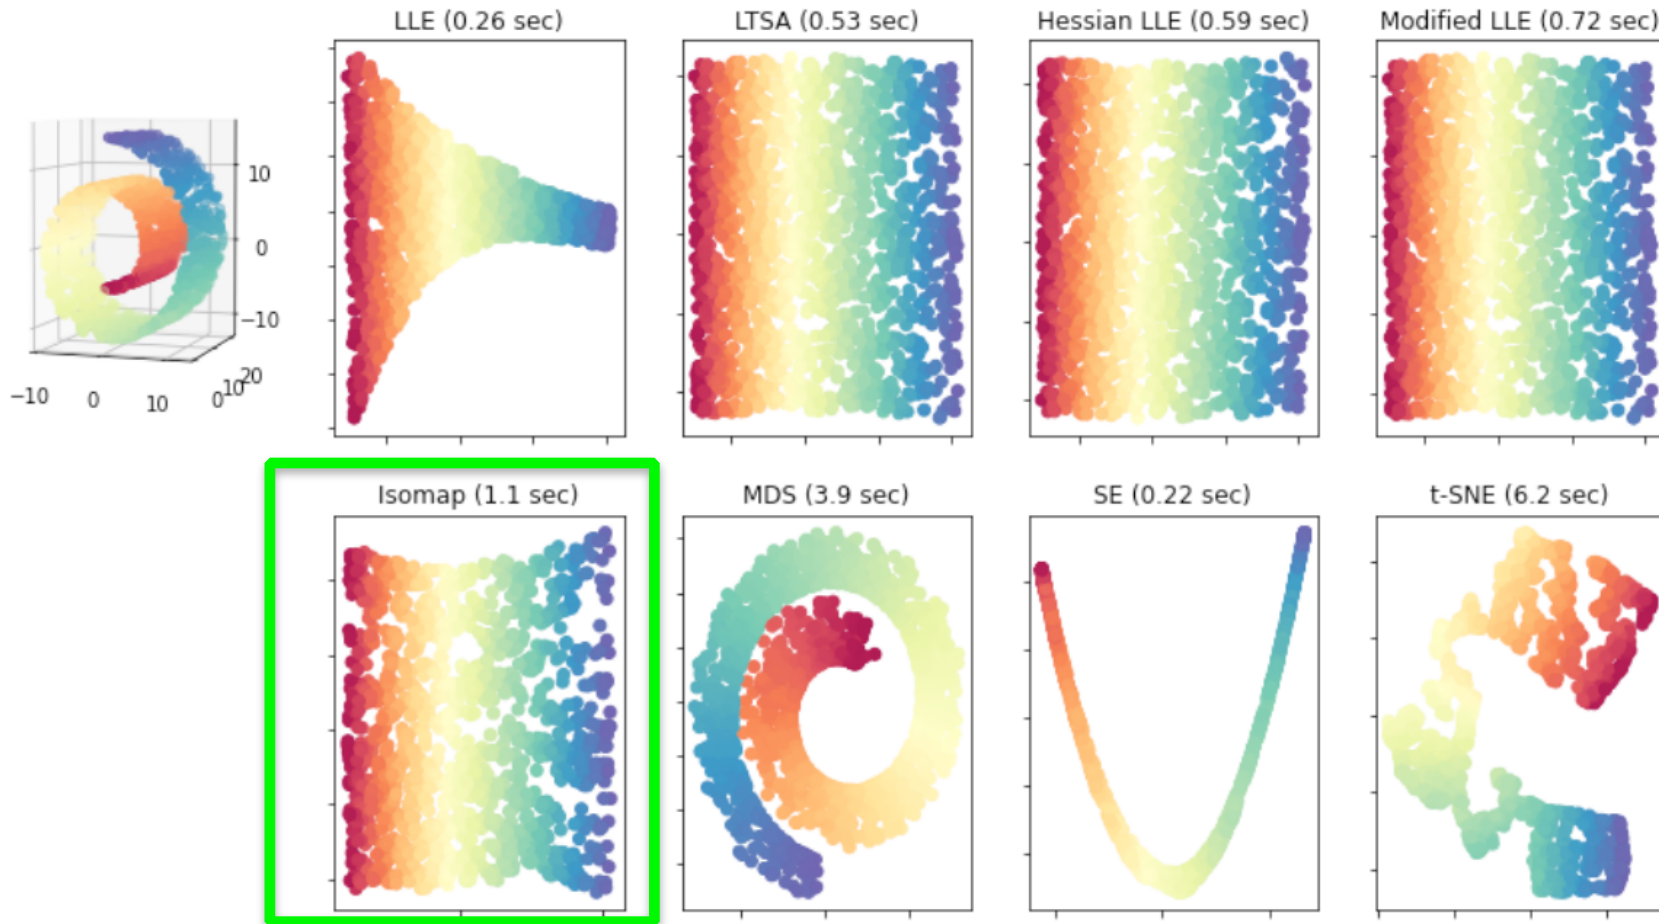 LLE (0.26 sec)
LTSA (0.53 sec)
Hessian LLE (0.59 sec)
Modified LLE (0.72 sec)
10
0
−10
−10
0
10
0
10
20
Isomap (1.1 sec)
MDS (3.9 sec)
SE (0.22 sec)
t-SNE (6.2 sec)